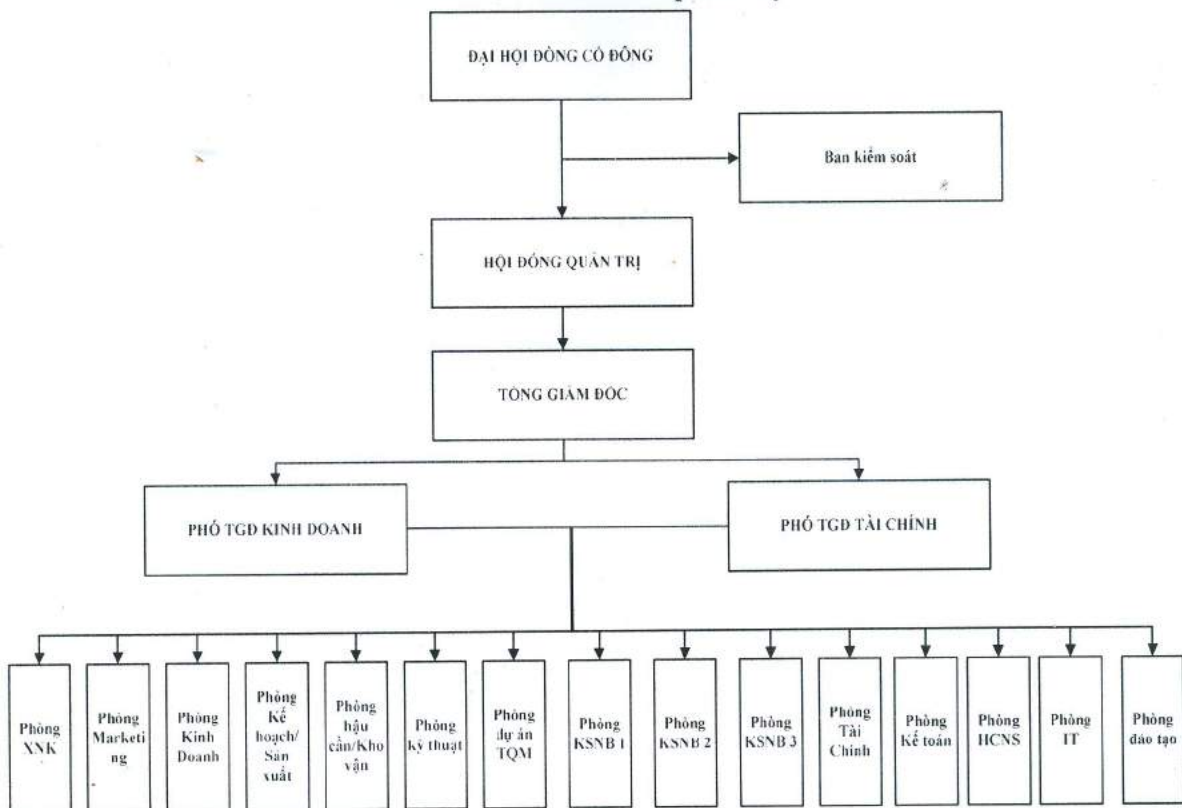 ĐẠI HỘI ĐỒNG CỔ ĐÔNG
Ban kiểm soát
HỘI ĐỒNG QUẢN TRỊ
TỔNG GIÁM ĐỐC
PHÓ TGĐ KINH DOANH
PHÓ TGĐ TÀI CHÍNH
Phòng
XNK
Phòng
Marketi
ng
Phòng
Kinh
Doanh
Phòng
Kế
hoạch/
Sản
xuất
Phòng
hậu
cần/Kho
vận
Phòng
kỹ thuật
Phòng
dự án
TQM
Phòng
KSNB 1
Phòng
KSNB 2
Phòng
KSNB 3
Phòng
Tài
Chính
Phòng
Kế toán
Phòng
HCNS
Phòng
IT
Phòng
đào tạo